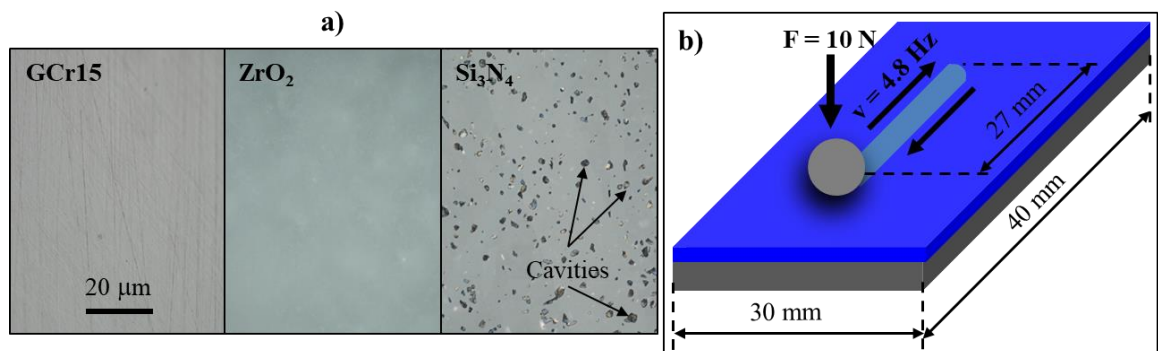 a)
GCr15
ZrO₂
Si₃N₄
Cavities
20 μm
b)
F = 10 N
v = 4.8 Hz
27 mm
40 mm
30 mm